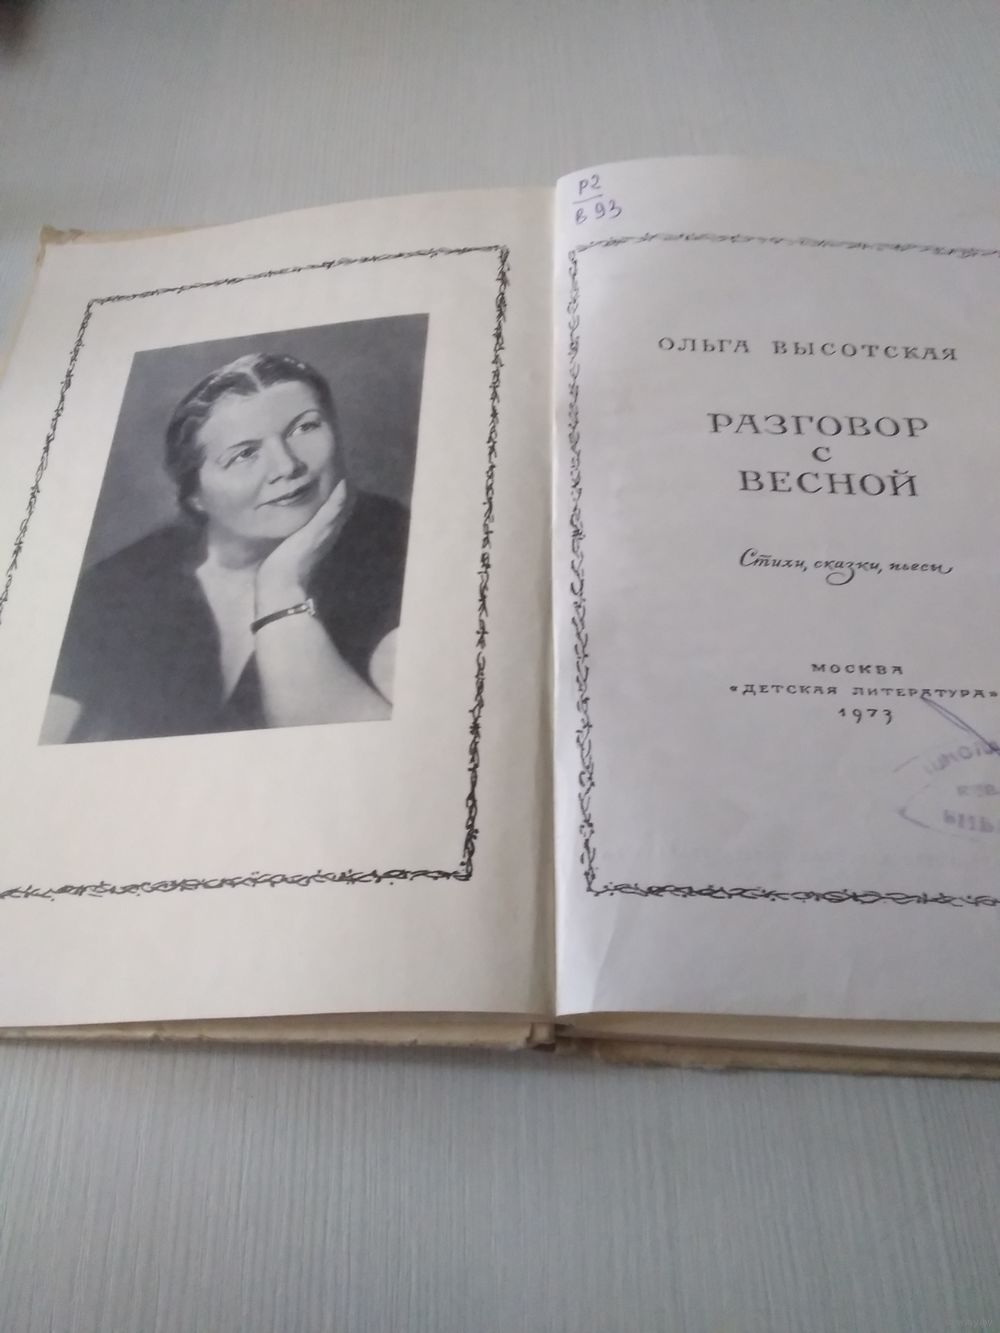 Р2
В 93
ОЛЬГА ВЫСОТСКАЯ
РАЗГОВОР
С
ВЕСНОЙ
Стихи, сказки, пьесы
МОСКВА
«ДЕТСКАЯ ЛИТЕРАТУРА»
1973